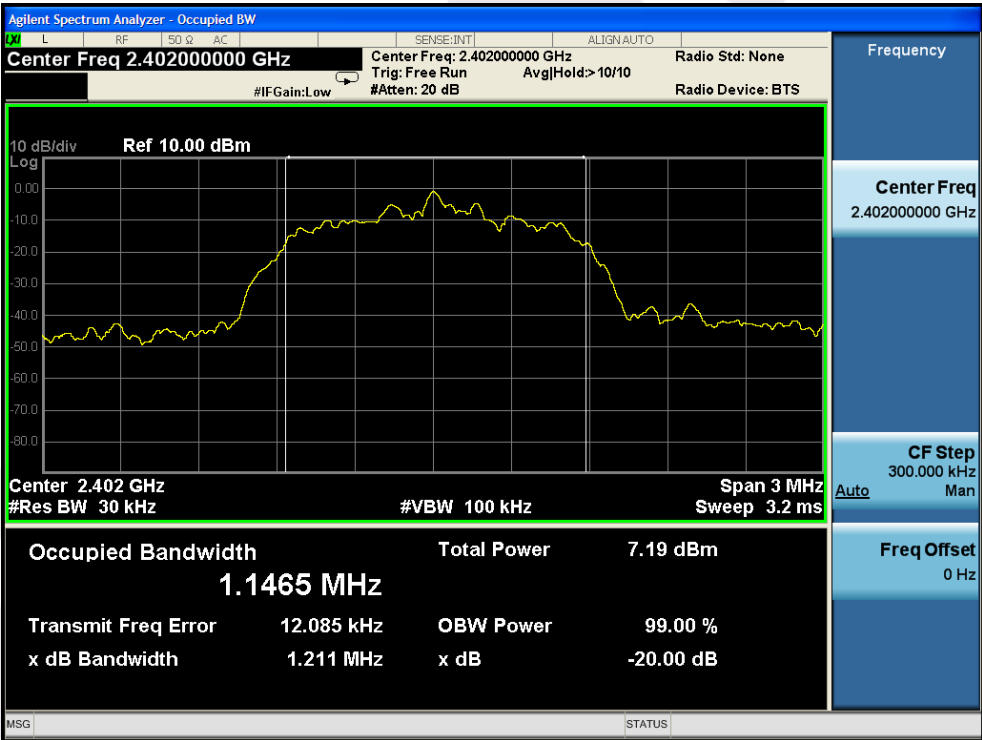 Agilent Spectrum Analyzer - Occupied BW
LXI L RF 50 Ω AC SENSE:INT ALIGN AUTO
Center Freq 2.402000000 GHz
Center Freq: 2.402000000 GHz
Radio Std: None
Trig: Free Run Avg|Hold:>10/10
#IFGain:Low
#Atten: 20 dB
Radio Device: BTS
10 dB/div Ref 10.00 dBm
Log
0.00
-10.0
-20.0
-30.0
-40.0
-50.0
-60.0
-70.0
-80.0
Center 2.402 GHz
Span 3 MHz
#Res BW 30 kHz
#VBW 100 kHz
Sweep 3.2 ms
Occupied Bandwidth
1.1465 MHz
Total Power 7.19 dBm
Transmit Freq Error 12.085 kHz
OBW Power 99.00 %
x dB Bandwidth 1.211 MHz
x dB -20.00 dB
Frequency
Center Freq
2.402000000 GHz
CF Step
300.000 kHz
Auto Man
Freq Offset
0 Hz
MSG
STATUS